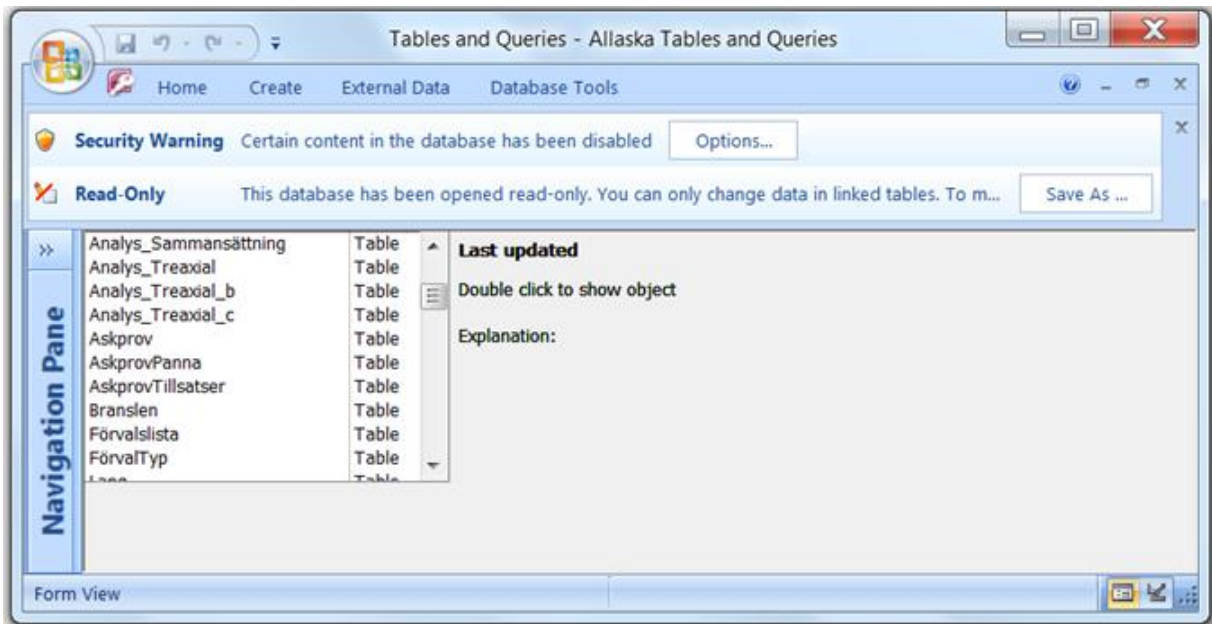 Tables and Queries - Allaska Tables and Queries
Home Create External Data Database Tools
Security Warning Certain content in the database has been disabled Options...
Read-Only This database has been opened read-only. You can only change data in linked tables. To m... Save As ...
Navigation Pane
Analys_Sammansättning Table
Analys_Treaxial Table
Analys_Treaxial_b Table
Analys_Treaxial_c Table
Askprov Table
AskprovPanna Table
AskprovTillsatser Table
Branslen Table
Förvalslista Table
FörvalTyp Table
Table
Last updated
Double click to show object
Explanation:
Form View